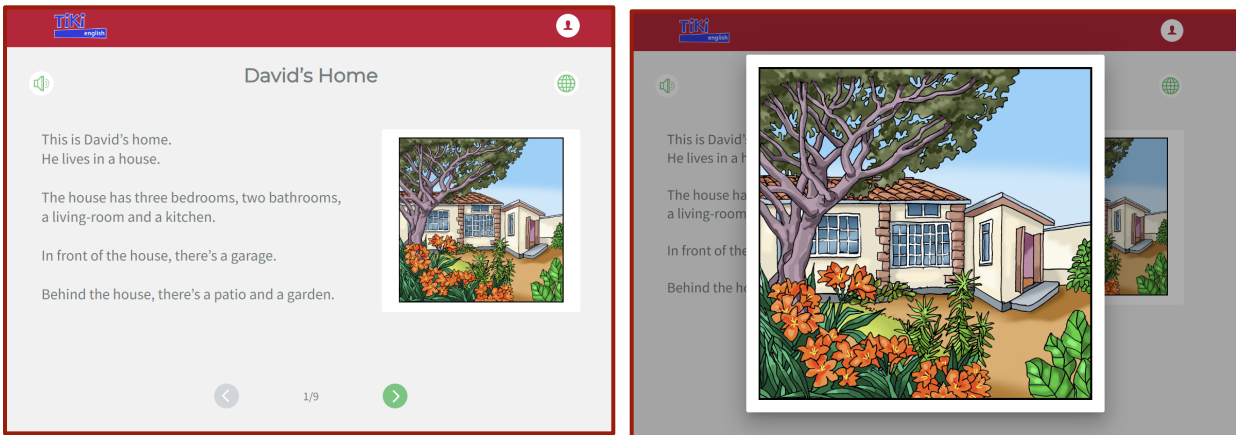 TiKi
english
David's Home
This is David's home.
He lives in a house.
The house has three bedrooms, two bathrooms,
a living-room and a kitchen.
In front of the house, there's a garage.
Behind the house, there's a patio and a garden.
1/9
TiKi
english
This is David'
He lives in a h
The house ha
a living-room
In front of the
Behind the ho